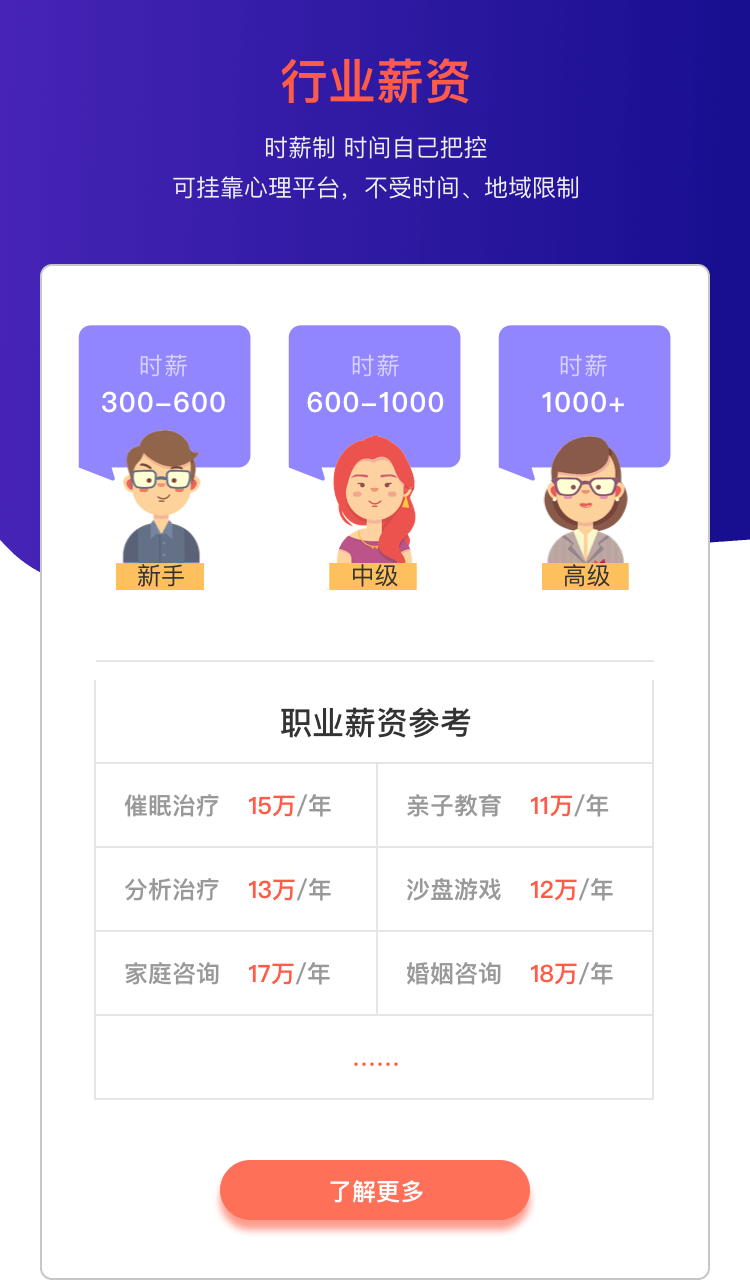 行业薪资
时薪制 时间自己把控
可挂靠心理平台，不受时间、地域限制
时薪
300-600
时薪
600-1000
时薪
1000+
新手
中级
高级
职业薪资参考
催眠治疗 15万/年
亲子教育 11万/年
分析治疗 13万/年
沙盘游戏 12万/年
家庭咨询 17万/年
婚姻咨询 18万/年
······
了解更多